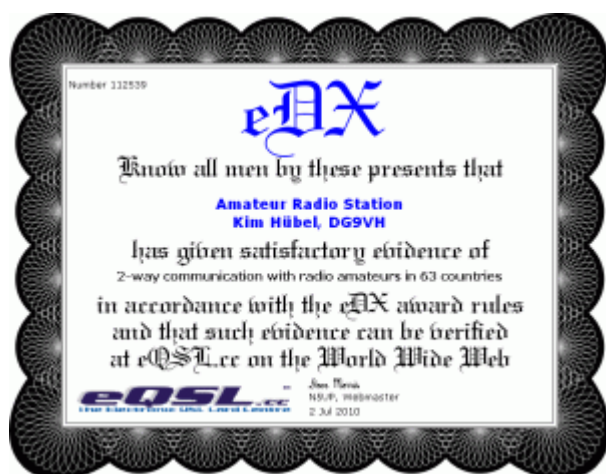 Number 112539
eDX
Know all men by these presents that
Amateur Radio Station
Kim Hübel, DG9VH
has given satisfactory evidence of
2-way communication with radio amateurs in 63 countries
in accordance with the eDX award rules
and that such evidence can be verified
at eQSL.cc on the World Wide Web
eQSL.cc
The Electronic QSL Card Centre
N5UP, Webmaster
2 Jul 2010